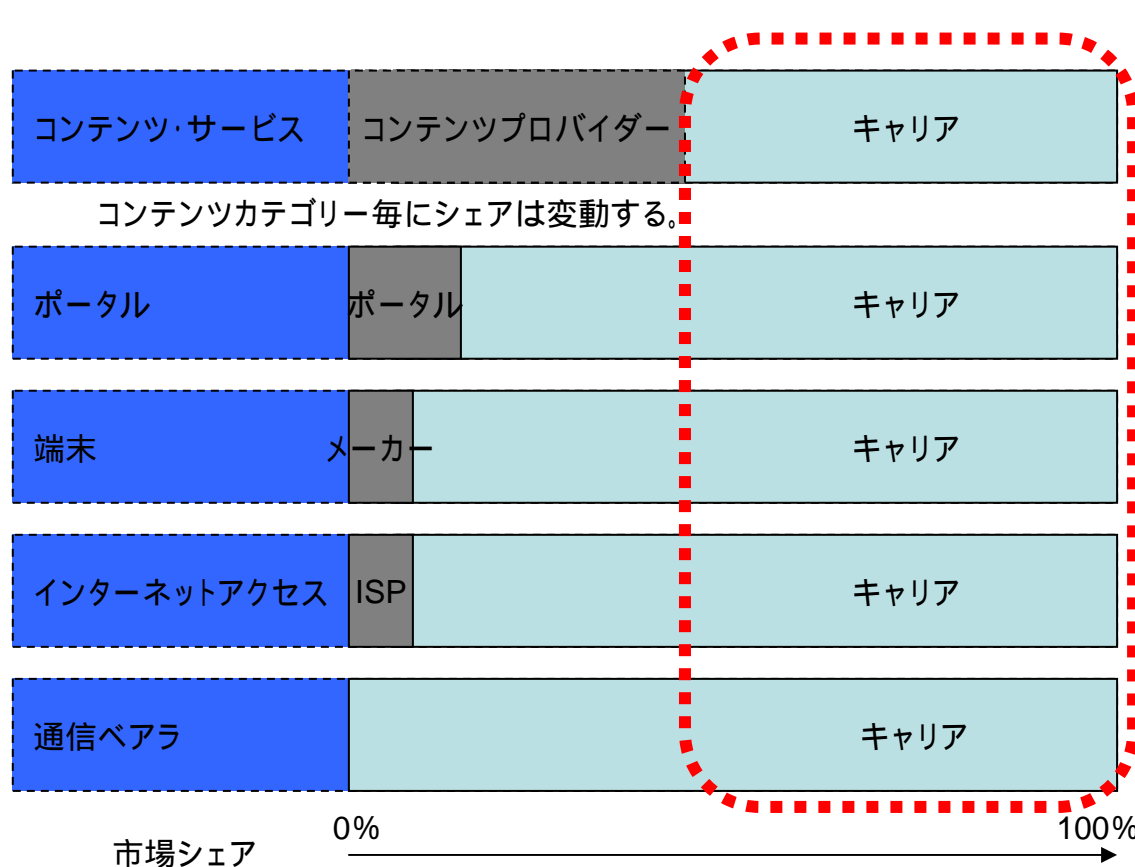 コンテンツ・サービス コンテンツプロバイダー キャリア
コンテンツカテゴリー毎にシェアは変動する。
ポータル ポータル キャリア
端末 メーカー キャリア
インターネットアクセス ISP キャリア
通信ベアラ キャリア
0% 100%
市場シェア